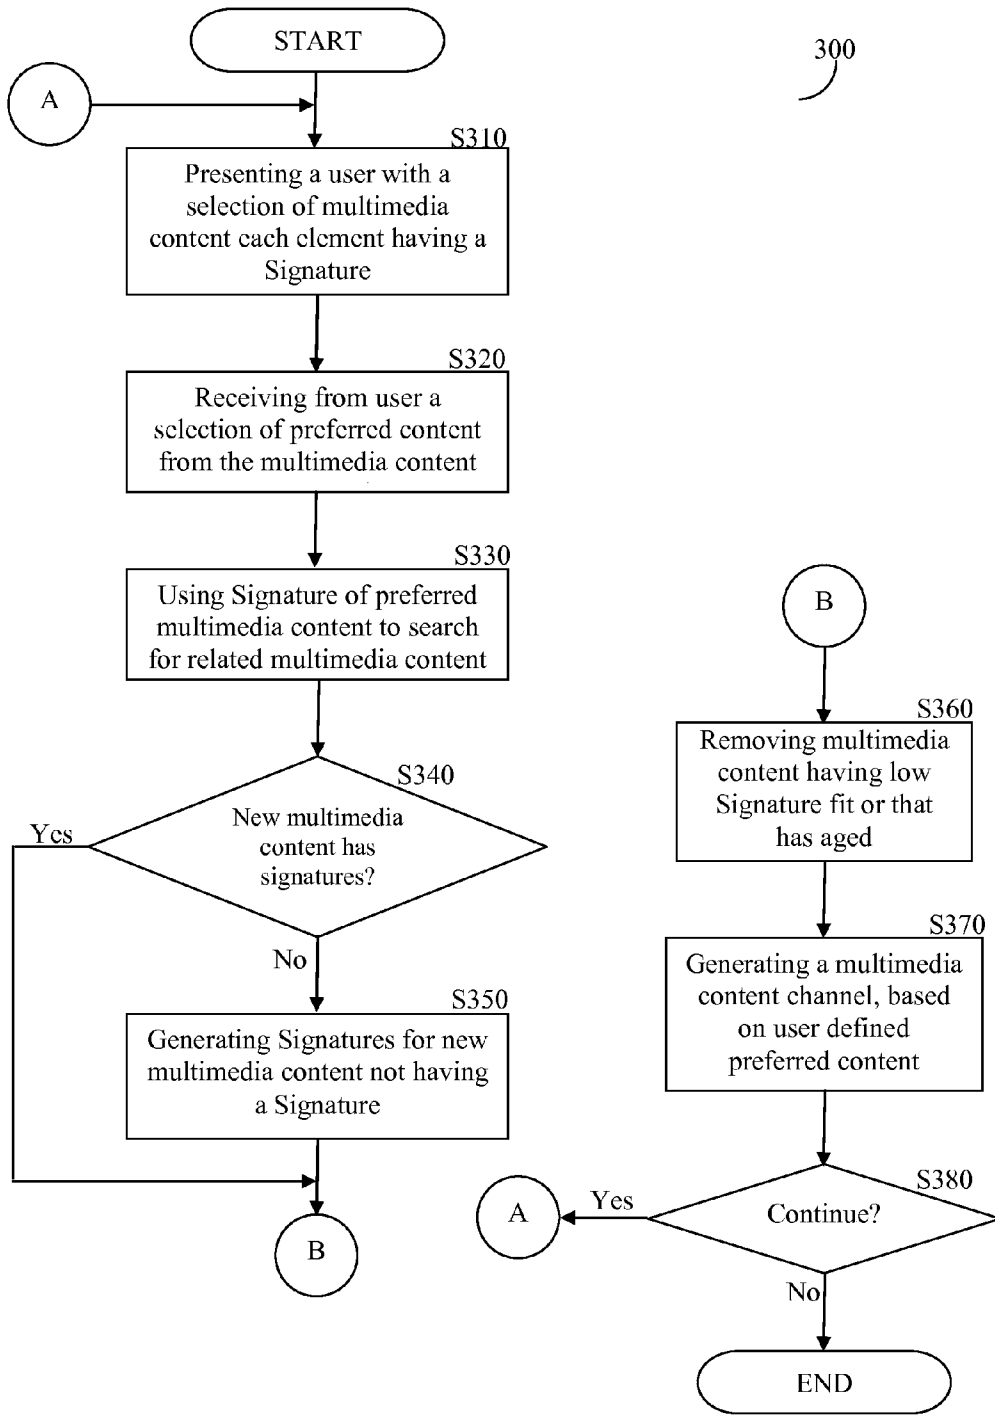 START
300
A
S310
Presenting a user with a
selection of multimedia
content each element having a
Signature
S320
Receiving from user a
selection of preferred content
from the multimedia content
S330
Using Signature of preferred
multimedia content to search
for related multimedia content
S340
New multimedia
content has
signatures?
Yes
No
S350
Generating Signatures for new
multimedia content not having
a Signature
B
B
S360
Removing multimedia
content having low
Signature fit or that
has aged
S370
Generating a multimedia
content channel, based
on user defined
preferred content
S380
Continue?
Yes
A
No
END